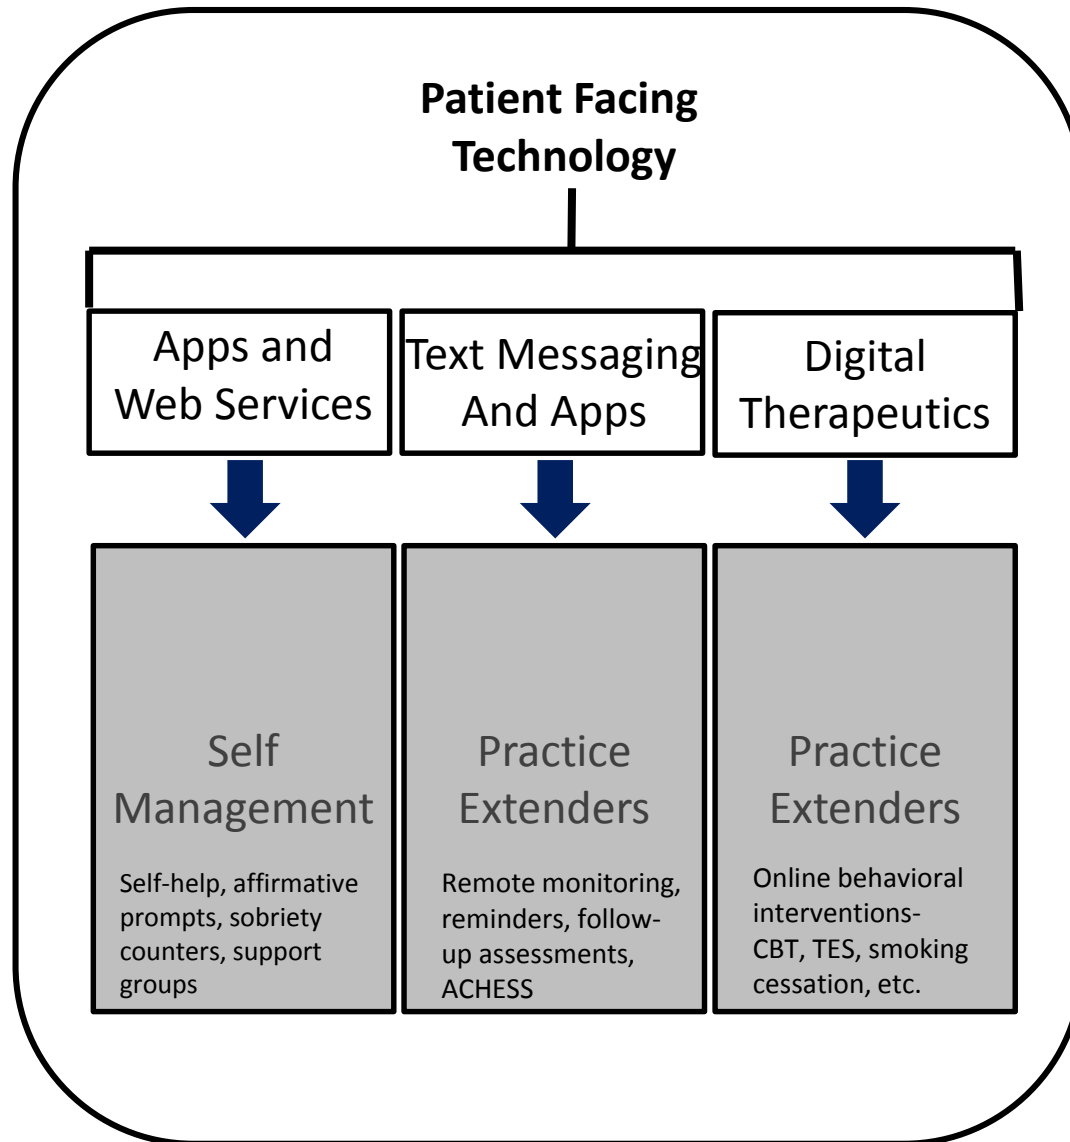 Patient Facing
Technology
Apps and
Web Services
Text Messaging
And Apps
Digital
Therapeutics
Self
Management
Self-help, affirmative
prompts, sobriety
counters, support
groups
Practice
Extenders
Remote monitoring,
reminders, follow-
up assessments,
ACHESS
Practice
Extenders
Online behavioral
interventions-
CBT, TES, smoking
cessation, etc.